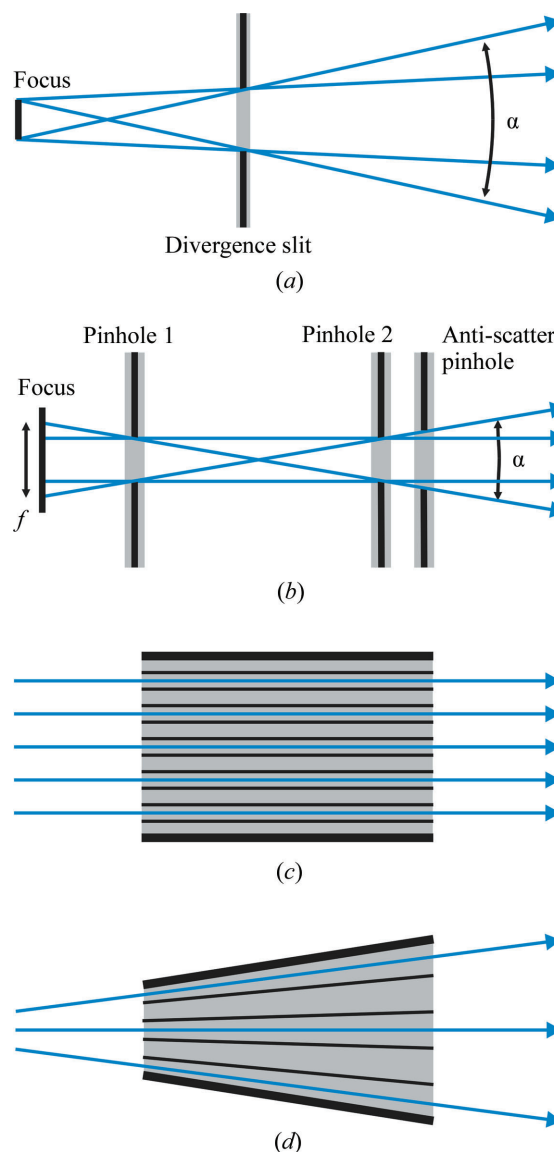 Focus
α
Divergence slit
(a)
Pinhole 1
Pinhole 2
Anti-scatter
pinhole
Focus
f
α
(b)
(c)
(d)